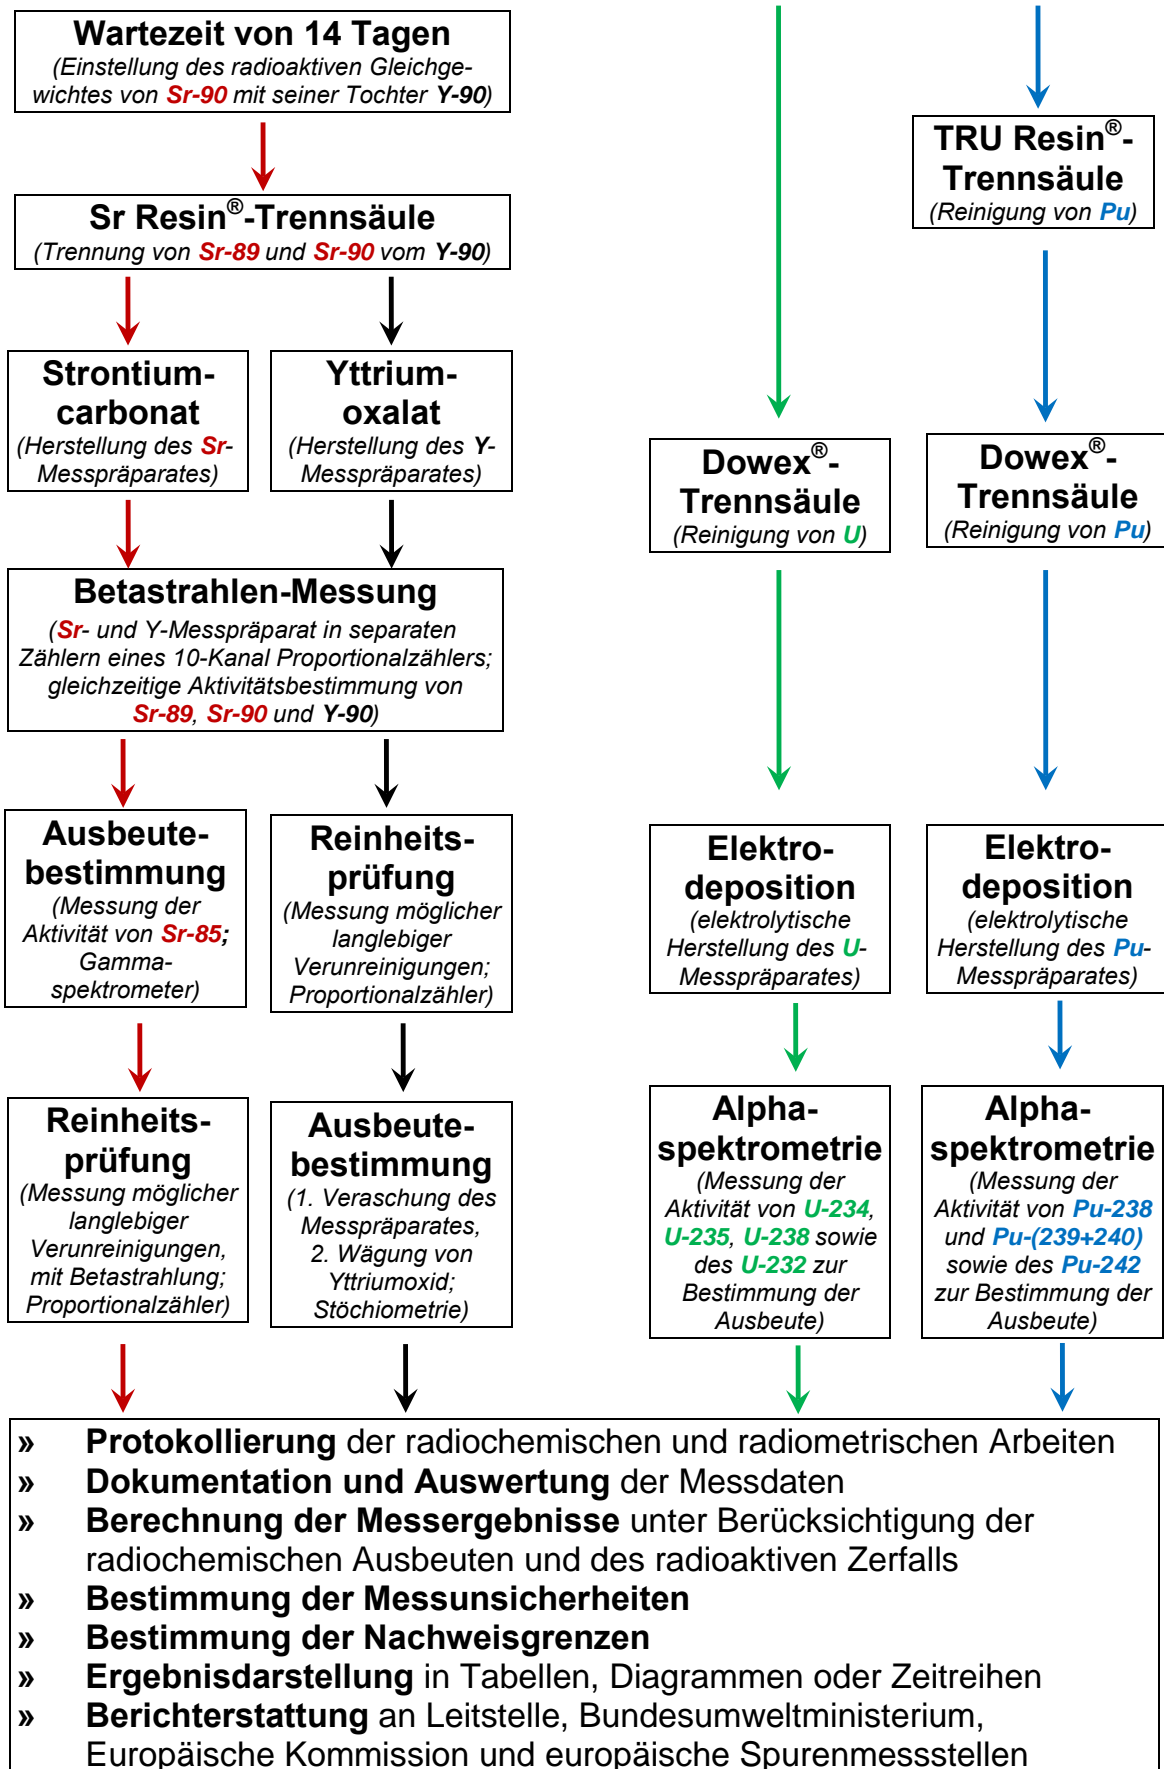 Wartezeit von 14 Tagen
(Einstellung des radioaktiven Gleichge-
wichtes von Sr-90 mit seiner Tochter Y-90)
Sr Resin®-Trennsäule
(Trennung von Sr-89 und Sr-90 vom Y-90)
Strontium-
carbonat
(Herstellung des Sr-
Messpräparates)
Yttrium-
oxalat
(Herstellung des Y-
Messpräparates)
Betastrahlen-Messung
(Sr- und Y-Messpräparat in separaten
Zählern eines 10-Kanal Proportionalzählers;
gleichzeitige Aktivitätsbestimmung von
Sr-89, Sr-90 und Y-90)
Ausbeute-
bestimmung
(Messung der
Aktivität von Sr-85;
Gamma-
spektrometer)
Reinheits-
prüfung
(Messung möglicher
langlebiger
Verunreinigungen;
Proportionalzähler)
Reinheits-
prüfung
(Messung möglicher
langlebiger
Verunreinigungen,
mit Betastrahlung;
Proportionalzähler)
Ausbeute-
bestimmung
(1. Veraschung des
Messpräparates,
2. Wägung von
Yttriumoxid;
Stöchiometrie)
TRU Resin®-
Trennsäule
(Reinigung von Pu)
Dowex®-
Trennsäule
(Reinigung von U)
Dowex®-
Trennsäule
(Reinigung von Pu)
Elektro-
deposition
(elektrolytische
Herstellung des U-
Messpräparates)
Elektro-
deposition
(elektrolytische
Herstellung des Pu-
Messpräparates)
Alpha-
spektrometrie
(Messung der
Aktivität von U-234,
U-235, U-238 sowie
des U-232 zur
Bestimmung der
Ausbeute)
Alpha-
spektrometrie
(Messung der
Aktivität von Pu-238
und Pu-(239+240)
sowie des Pu-242
zur Bestimmung der
Ausbeute)
» Protokollierung der radiochemischen und radiometrischen Arbeiten
» Dokumentation und Auswertung der Messdaten
» Berechnung der Messergebnisse unter Berücksichtigung der
radiochemischen Ausbeuten und des radioaktiven Zerfalls
» Bestimmung der Messunsicherheiten
» Bestimmung der Nachweisgrenzen
» Ergebnisdarstellung in Tabellen, Diagrammen oder Zeitreihen
» Berichterstattung an Leitstelle, Bundesumweltministerium,
Europäische Kommission und europäische Spurenmessstellen